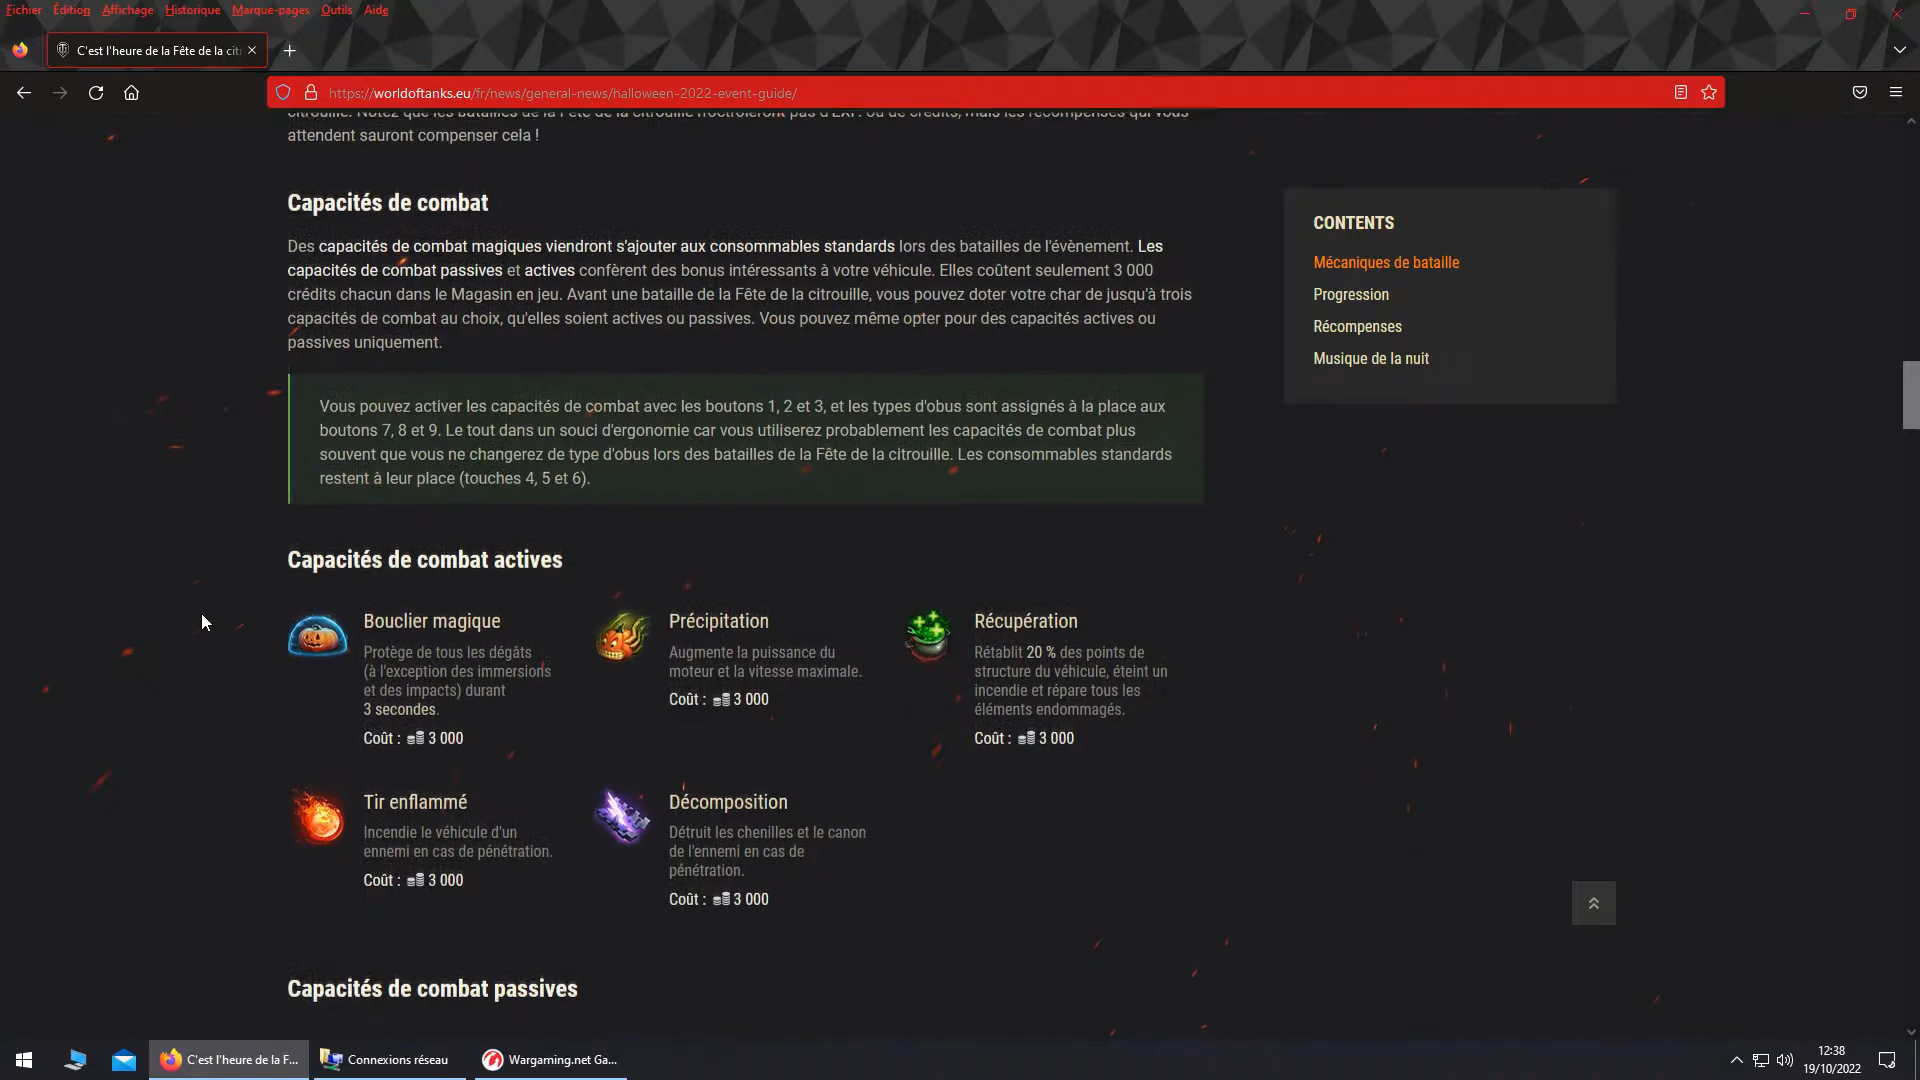 Fichier Édition Affichage Historique Marque-pages Outils Aide
C'est l'heure de la Fête de la citr
https://worldoftanks.eu/fr/news/general-news/halloween-2022-event-guide/
attendent sauront compenser cela !
Capacités de combat
Des capacités de combat magiques viendront s'ajouter aux consommables standards lors des batailles de l'évènement. Les
capacités de combat passives et actives confèrent des bonus intéressants à votre véhicule. Elles coûtent seulement 3 000
crédits chacun dans le Magasin en jeu. Avant une bataille de la Fête de la citrouille, vous pouvez doter votre char de jusqu'à trois
capacités de combat au choix, qu'elles soient actives ou passives. Vous pouvez même opter pour des capacités actives ou
passives uniquement.
Vous pouvez activer les capacités de combat avec les boutons 1, 2 et 3, et les types d'obus sont assignés à la place aux
boutons 7, 8 et 9. Le tout dans un souci d'ergonomie car vous utiliserez probablement les capacités de combat plus
souvent que vous ne changerez de type d'obus lors des batailles de la Fête de la citrouille. Les consommables standards
restent à leur place (touches 4, 5 et 6).
CONTENTS
Mécaniques de bataille
Progression
Récompenses
Musique de la nuit
Capacités de combat actives
Bouclier magique
Protège de tous les dégâts
(à l'exception des immersions
et des impacts) durant
3 secondes.
Coût : 3 000
Précipitation
Augmente la puissance du
moteur et la vitesse maximale.
Coût : 3 000
Récupération
Rétablit 20 % des points de
structure du véhicule, éteint un
incendie et répare tous les
éléments endommagés.
Coût : 3 000
Tir enflammé
Incendie le véhicule d'un
ennemi en cas de pénétration.
Coût : 3 000
Décomposition
Détruit les chenilles et le canon
de l'ennemi en cas de
pénétration.
Coût : 3 000
Capacités de combat passives
C'est l'heure de la F...
Connexions réseau
Wargaming.net Ga...
12:38
19/10/2022